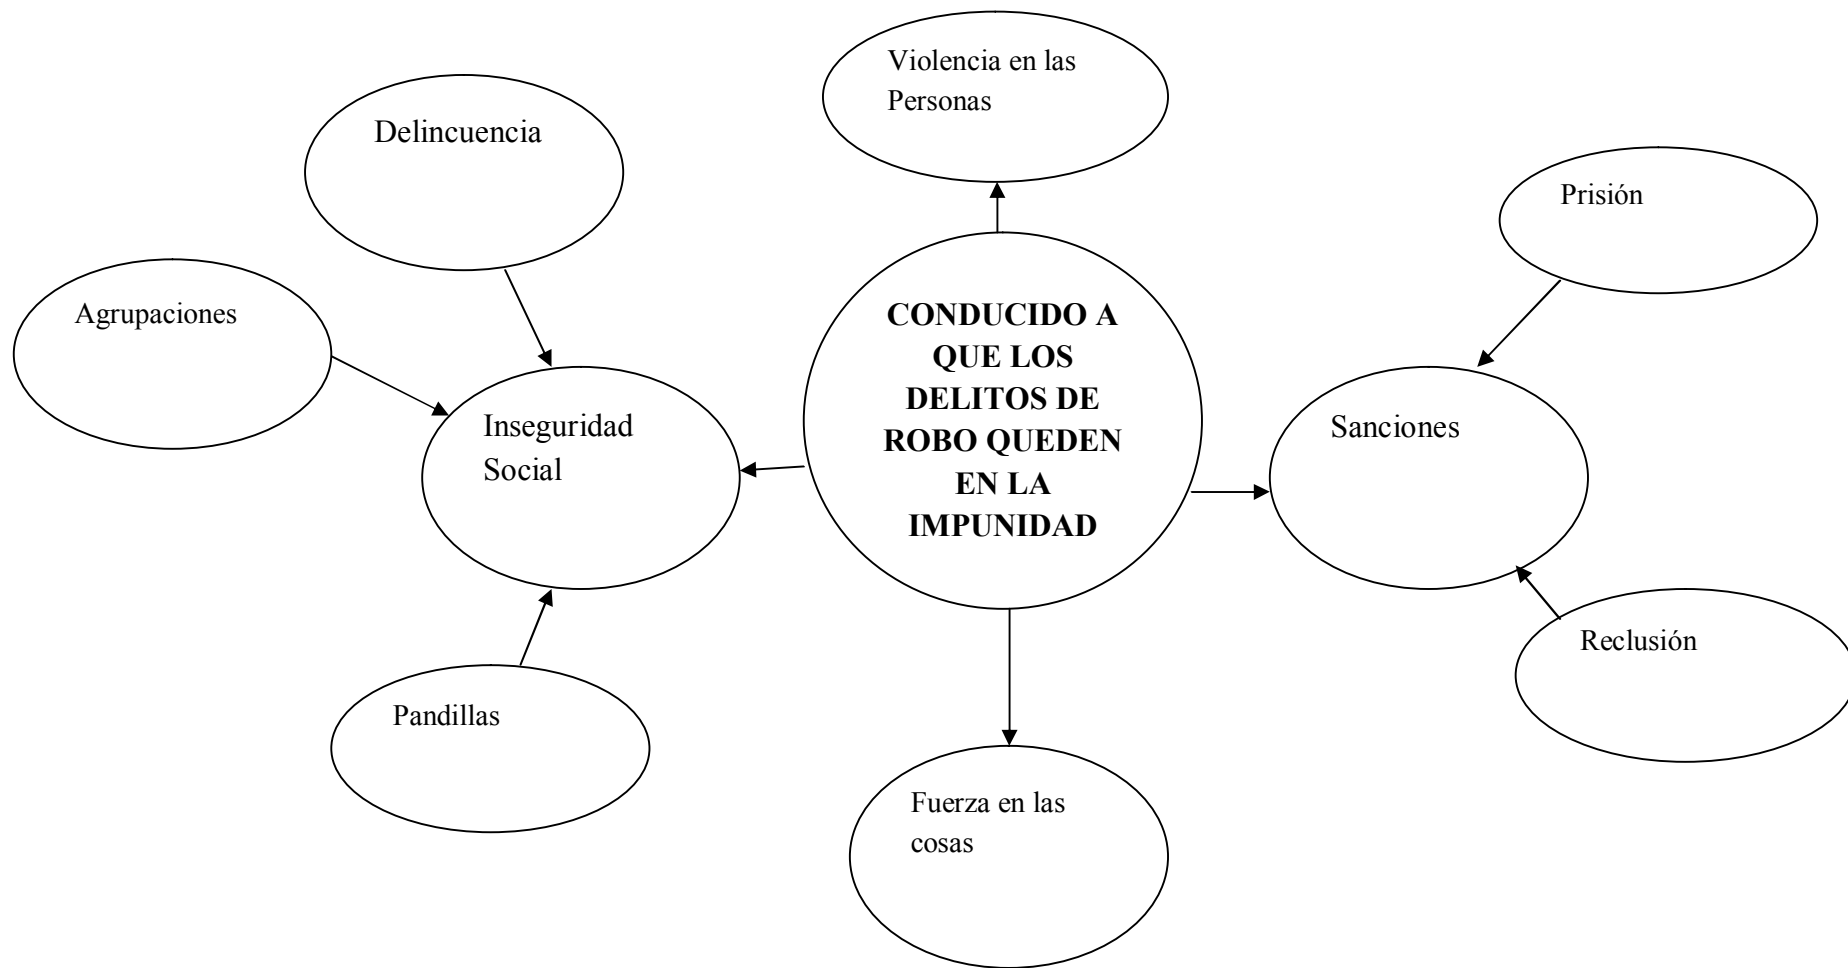 Violencia en las
Personas
Delincuencia
Prisión
Agrupaciones
CONDUCIDO A
QUE LOS
DELITOS DE
ROBO QUEDEN
EN LA
IMPUNIDAD
Inseguridad
Social
Sanciones
Reclusión
Pandillas
Fuerza en las
cosas